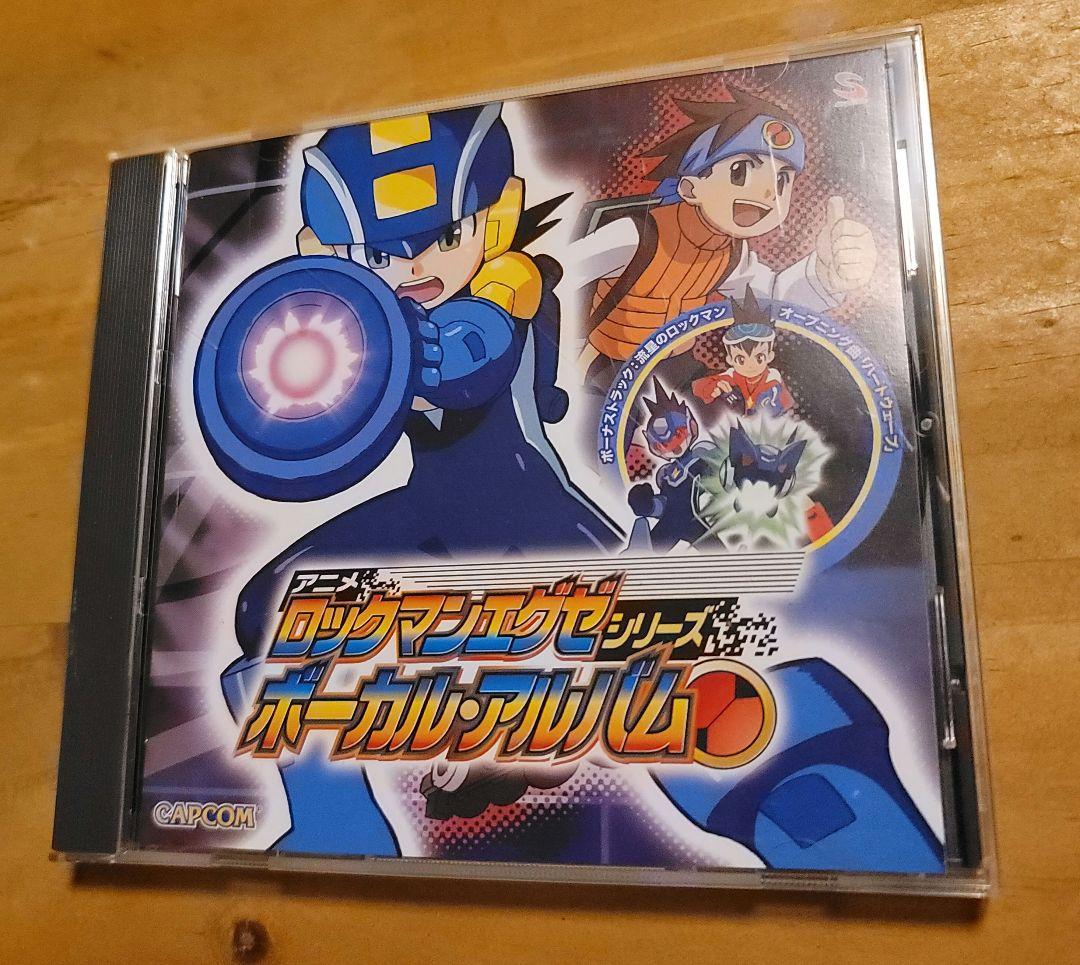 ボーナストラック:流星のロックマン
オープニング曲「ハートウェーブ」
アニメ
ロックマンエグゼシリーズ
ボーカル・アルバム
CAPCOM